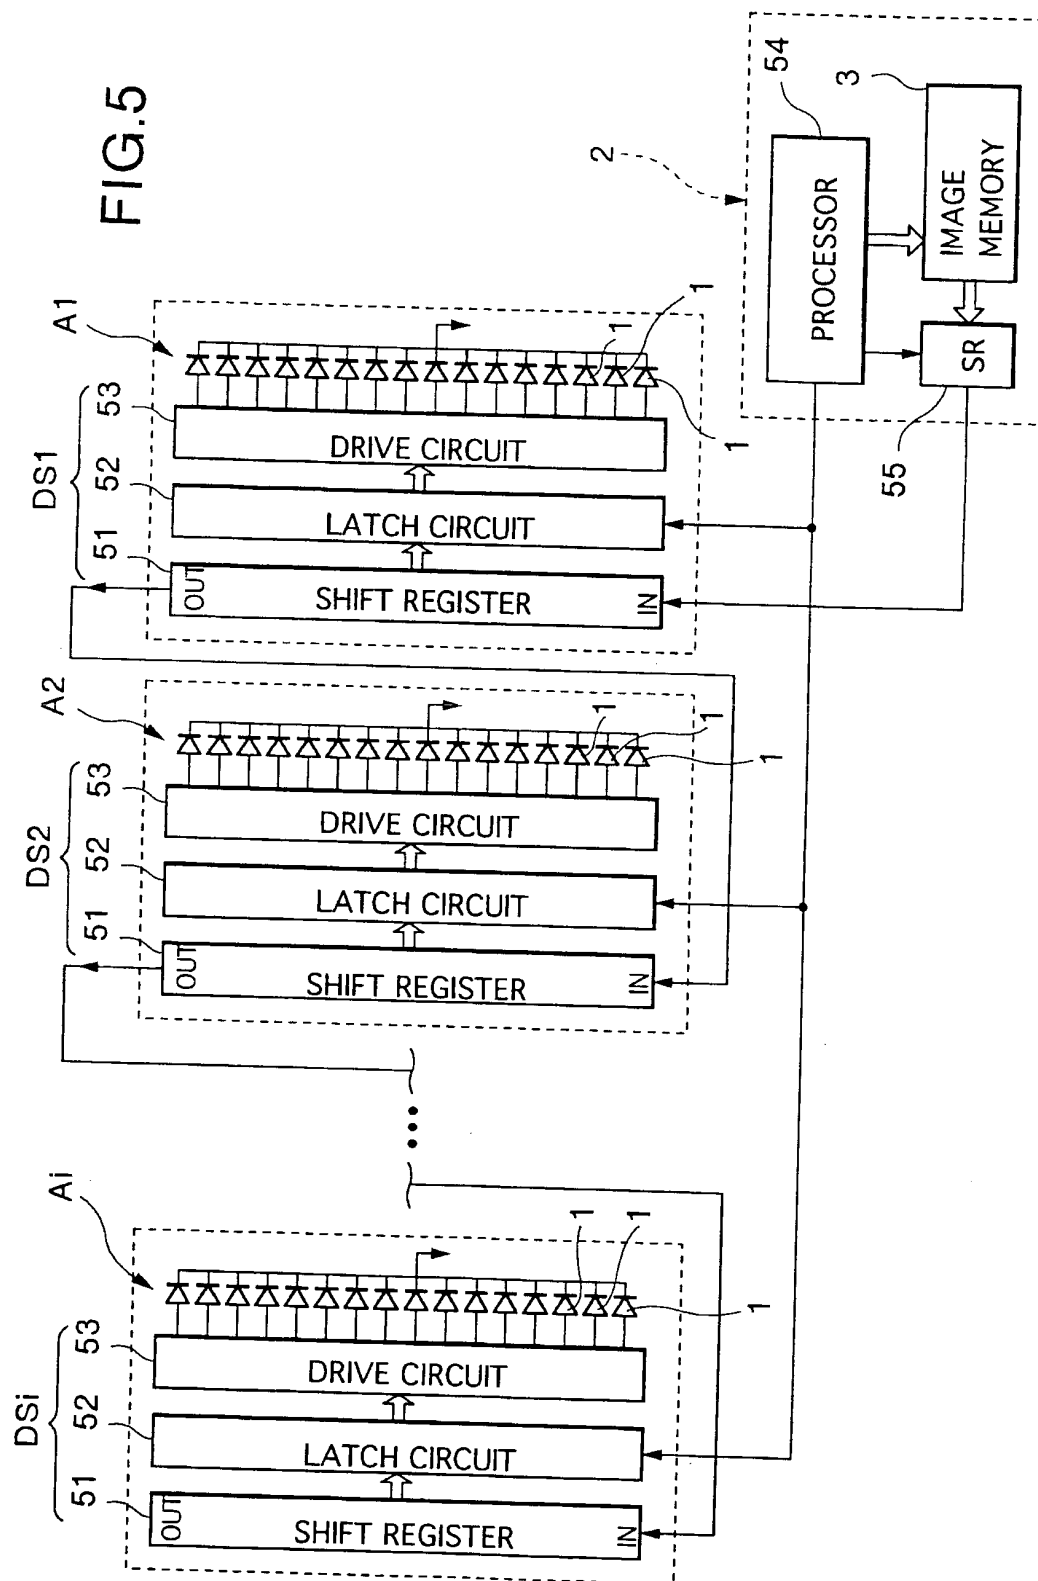 FIG.5
DSi
51
52
53
Ai
OUT
SHIFT REGISTER
IN
LATCH CIRCUIT
DRIVE CIRCUIT
1
1
1
DS2
51
52
53
A2
OUT
SHIFT REGISTER
IN
LATCH CIRCUIT
DRIVE CIRCUIT
1
1
1
DS1
51
52
53
A1
OUT
SHIFT REGISTER
IN
LATCH CIRCUIT
DRIVE CIRCUIT
1
1
1
2
54
PROCESSOR
3
IMAGE
MEMORY
SR
55